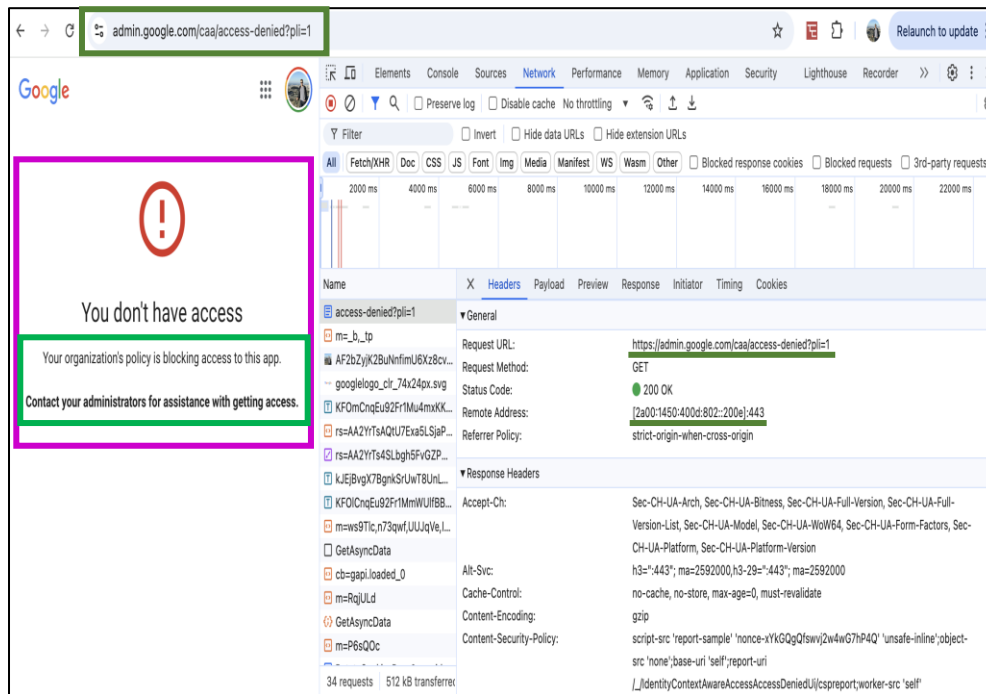 admin.google.com/caa/access-denied?pli=1
Relaunch to update
Google
You don't have access
Your organization's policy is blocking access to this app.
Contact your administrators for assistance with getting access.
Elements Console Sources Network Performance Memory Application Security Lighthouse Recorder
Preserve log Disable cache No throttling
Filter Invert Hide data URLs Hide extension URLs
All Fetch/XHR Doc CSS JS Font Img Media Manifest WS Wasm Other Blocked response cookies Blocked requests 3rd-party requests
2000 ms 4000 ms 6000 ms 8000 ms 10000 ms 12000 ms 14000 ms 16000 ms 18000 ms 20000 ms 22000 ms
Name
access-denied?pli=1
m=_b,_tp
AF2bZyjK2BuNnfimU6Xz8cv...
googlelogo_clr_74x24px.svg
KFOmCnqEu92Fr1Mu4mxKK...
rs=AA2YrTsAQtU7Exa5LSjaP...
rs=AA2YrTs4SLbgh5FvGZP...
kJEjBvgX7BgnkSrUwT8UnL...
KFOlCnqEu92Fr1MmWUlfBB...
m=ws9Tlc,n73qwf,UUJqVe,I...
GetAsyncData
cb=gapi.loaded_0
m=RqjULd
GetAsyncData
m=P6sQOc
34 requests 512 kB transferred
Headers Payload Preview Response Initiator Timing Cookies
General
Request URL: https://admin.google.com/caa/access-denied?pli=1
Request Method: GET
Status Code: 200 OK
Remote Address: [2a00:1450:400d:802::200e]:443
Referrer Policy: strict-origin-when-cross-origin
Response Headers
Accept-Ch: Sec-CH-UA-Arch, Sec-CH-UA-Bitness, Sec-CH-UA-Full-Version, Sec-CH-UA-Full-
Version-List, Sec-CH-UA-Model, Sec-CH-UA-WoW64, Sec-CH-UA-Form-Factors, Sec-
CH-UA-Platform, Sec-CH-UA-Platform-Version
Alt-Svc: h3=":443"; ma=2592000,h3-29=":443"; ma=2592000
Cache-Control: no-cache, no-store, max-age=0, must-revalidate
Content-Encoding: gzip
Content-Security-Policy: script-src 'report-sample' 'nonce-xYkGQgQfswvj2w4wG7hP4Q' 'unsafe-inline';object-
src 'none';base-uri 'self';report-uri
/_/IdentityContextAwareAccessAccessDeniedUi/cspreport;worker-src 'self'